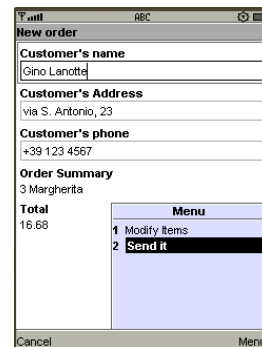 ABC
New order
Customer's name
Gino Lanotte
Customer's Address
via S. Antonio, 23
Customer's phone
+39 123 4567
Order Summary
3 Margherita
Total
16.68
Menu
1 Modify Items
2 Send it
Cancel
Menu